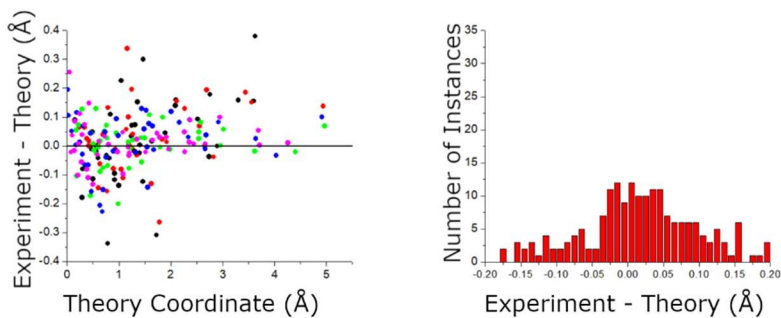 Experiment - Theory (Å)
0.4
0.3
0.2
0.1
0.0
-0.1
-0.2
-0.3
-0.4
0 1 2 3 4 5
Theory Coordinate (Å)
Number of Instances
35
30
25
20
15
10
5
0
-0.20 -0.15 -0.10 -0.05 0.00 0.05 0.10 0.15 0.20
Experiment - Theory (Å)